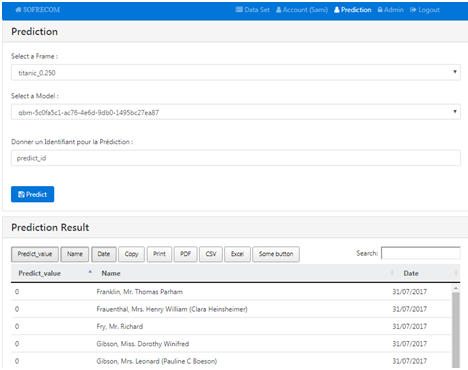 SOFRECOM Data Set Account (Sami) Prediction Admin Logout
Prediction
Select a Frame :
titanic_0.250
Select a Model :
gbm-5c0fa5c1-ac76-4e6d-9db0-1495bc27ea87
Donner un Identifiant pour la Prédiction :
predict_id
Predict
Prediction Result
Predict_value Name Date Copy Print PDF CSV Excel Some button Search:
Predict_value Name Date
0 Franklin, Mr. Thomas Parham 31/07/2017
0 Frauenthal, Mrs. Henry William (Clara Heinsheimer) 31/07/2017
0 Fry, Mr. Richard 31/07/2017
0 Gibson, Miss. Dorothy Winifred 31/07/2017
0 Gibson, Mrs. Leonard (Pauline C Boeson) 31/07/2017